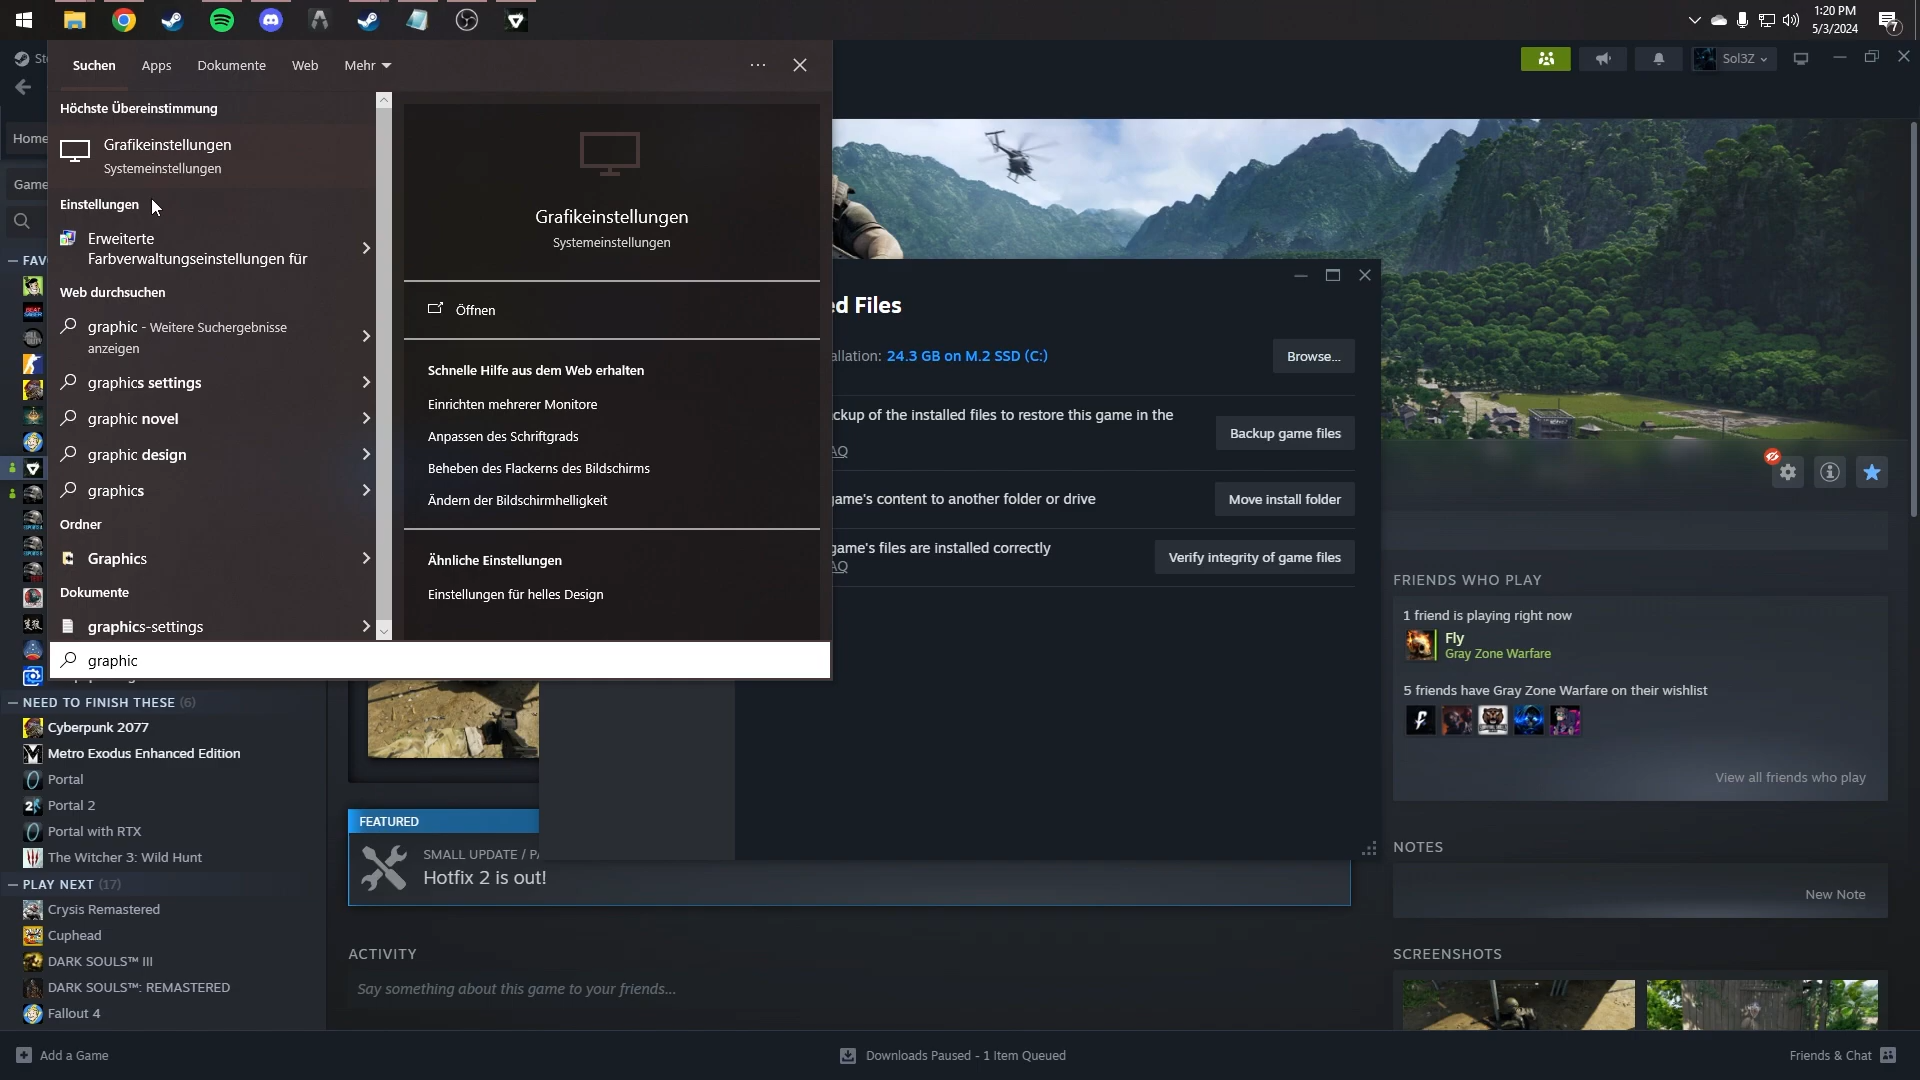 1:20 PM
5/3/2024
7
Suchen
Apps
Dokumente
Web
Mehr
Höchste Übereinstimmung
Grafikeinstellungen
Systemeinstellungen
Einstellungen
Erweiterte
Farbverwaltungseinstellungen für
Web durchsuchen
graphic - Weitere Suchergebnisse
anzeigen
graphics settings
graphic novel
graphic design
graphics
Ordner
Graphics
Dokumente
graphics-settings
graphic
Grafikeinstellungen
Systemeinstellungen
Öffnen
Schnelle Hilfe aus dem Web erhalten
Einrichten mehrerer Monitore
Anpassen des Schriftgrads
Beheben des Flackerns des Bildschirms
Ändern der Bildschirmhelligkeit
Ähnliche Einstellungen
Einstellungen für helles Design
St
Home
Game
FAV
NEED TO FINISH THESE (6)
Cyberpunk 2077
Metro Exodus Enhanced Edition
Portal
Portal 2
Portal with RTX
The Witcher 3: Wild Hunt
PLAY NEXT (17)
Crysis Remastered
Cuphead
DARK SOULS™ III
DARK SOULS™: REMASTERED
Fallout 4
Add a Game
Sol3Z
ed Files
allation: 24.3 GB on M.2 SSD (C:)
Browse...
ckup of the installed files to restore this game in the
AQ
Backup game files
game's content to another folder or drive
Move install folder
game's files are installed correctly
AQ
Verify integrity of game files
FEATURED
SMALL UPDATE / PA
Hotfix 2 is out!
ACTIVITY
Say something about this game to your friends...
FRIENDS WHO PLAY
1 friend is playing right now
Fly
Gray Zone Warfare
5 friends have Gray Zone Warfare on their wishlist
View all friends who play
NOTES
New Note
SCREENSHOTS
Downloads Paused - 1 Item Queued
Friends & Chat